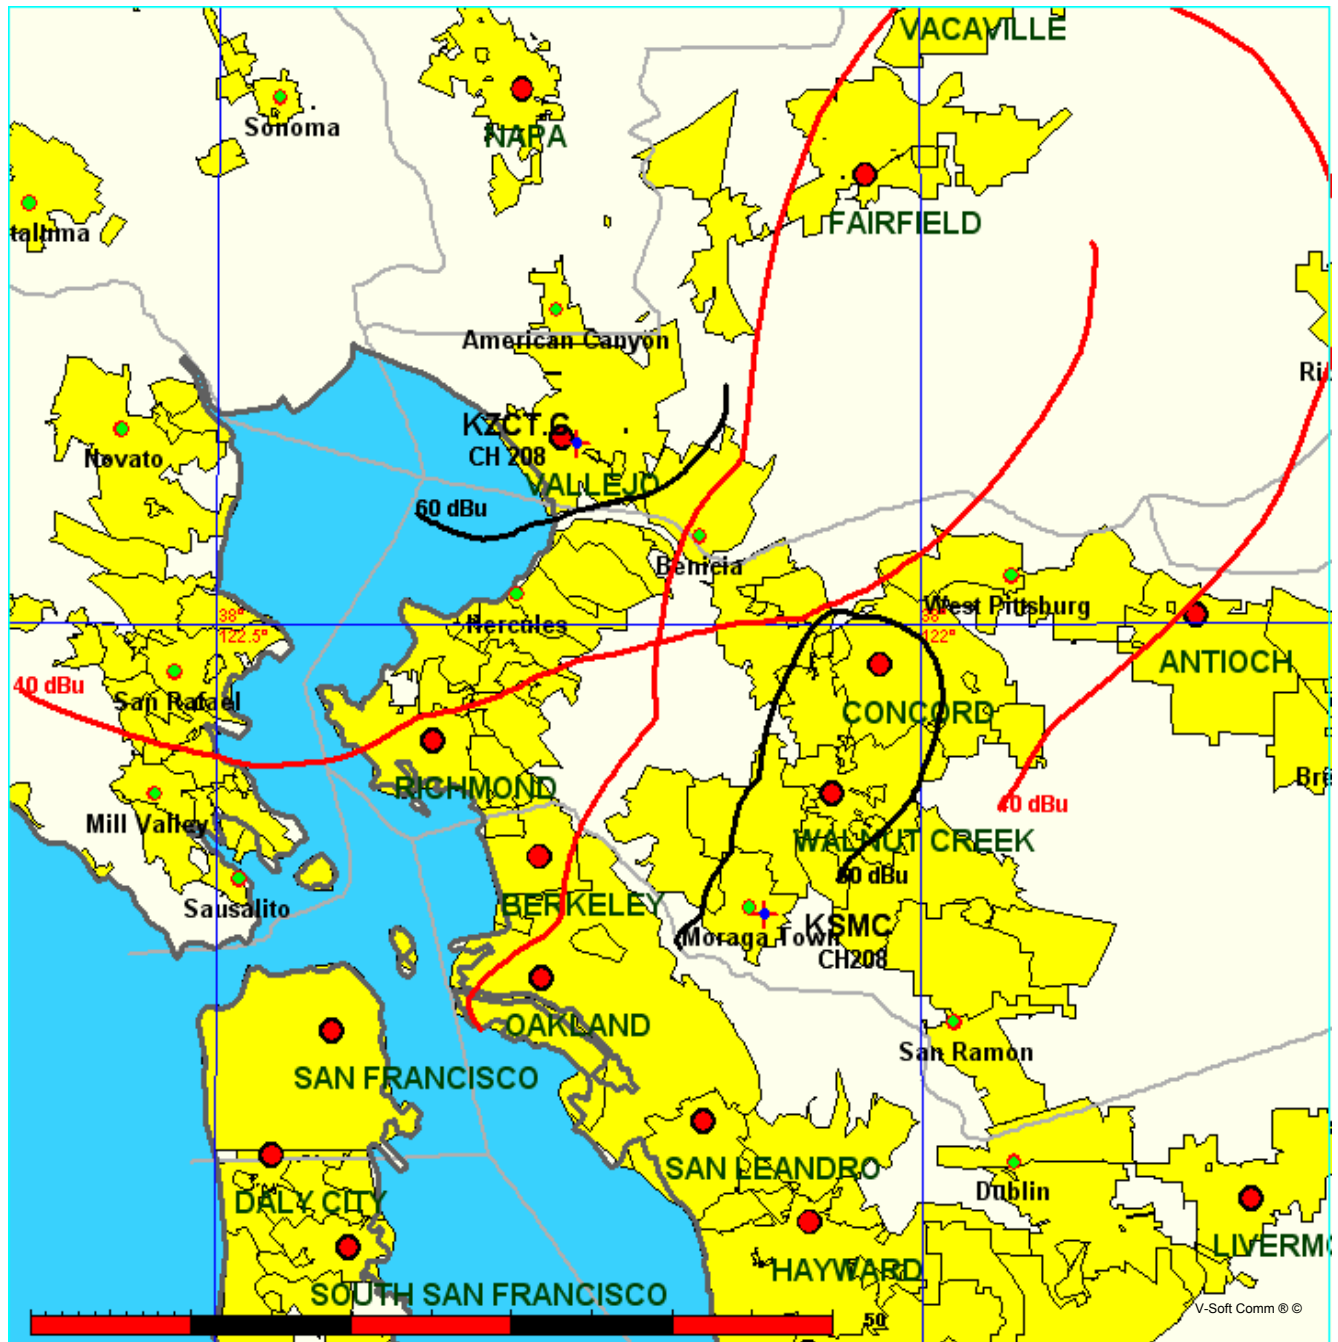 VACAVILLE
Sonoma
NAPA
FAIRFIELD
American Canyon
KZCT.C
CH 208
VALLEJO
Novato
60 dBu
Benicia
Hercules
West Pittsburg
38°
122.5°
38°
122°
ANTIOCH
40 dBu
San Rafael
CONCORD
RICHMOND
40 dBu
Mill Valley
WALNUT CREEK
60 dBu
BERKELEY
Sausalito
Moraga Town
KSMC
CH208
OAKLAND
San Ramon
SAN FRANCISCO
SAN LEANDRO
Dublin
DALY CITY
HAYWARD
SOUTH SAN FRANCISCO
50
V-Soft Comm ® ©